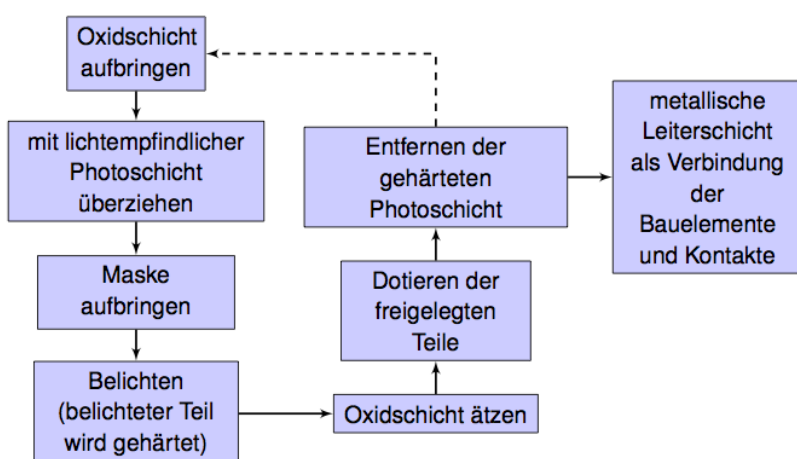 Oxidschicht
aufbringen
mit lichtempfindlicher
Photoschicht
überziehen
Maske
aufbringen
Belichten
(belichteter Teil
wird gehärtet)
Oxidschicht ätzen
Dotieren der
freigelegten
Teile
Entfernen der
gehärteten
Photoschicht
metallische
Leiterschicht
als Verbindung
der
Bauelemente
und Kontakte